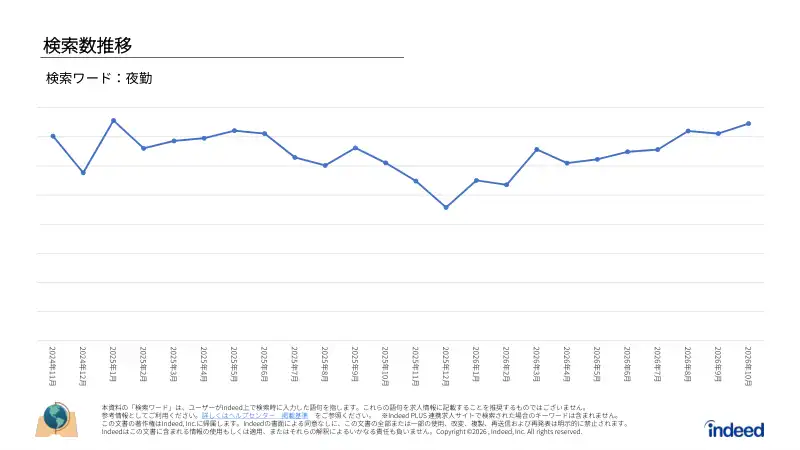 検索数推移
検索ワード：夜勤
2024年11月
2024年12月
2025年1月
2025年2月
2025年3月
2025年4月
2025年5月
2025年6月
2025年7月
2025年8月
2025年9月
2025年10月
2025年11月
2025年12月
2026年1月
2026年2月
2026年3月
2026年4月
2026年5月
2026年6月
2026年7月
2026年8月
2026年9月
2026年10月
本資料の「検索ワード」は、ユーザーがIndeed上で検索時に入力した語句を指します。これらの語句を求人情報に記載することを推奨するものではございません。
参考情報としてご利用ください。詳しくはヘルプセンター　掲載基準　をご参照ください。　※Indeed PLUS 連携求人サイトで検索された場合のキーワードは含まれません。
この文書の著作権はIndeed, Inc.に帰属します。Indeedの書面による同意なしに、この文書の全部または一部の使用、改変、複製、再送信および再発表は明示的に禁止されます。
Indeedはこの文書に含まれる情報の使用もしくは適用、またはそれらの解釈によるいかなる責任も負いません。Copyright ©2026 , Indeed, Inc. All rights reserved.
indeed